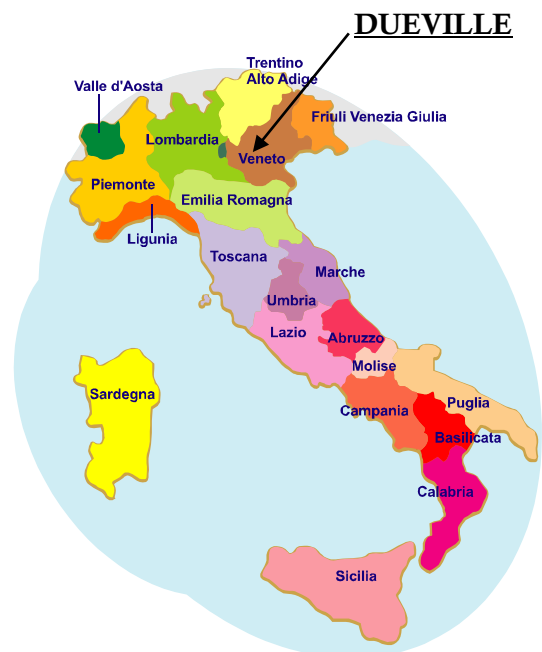 DUEVILLE
Trentino
Alto Adige
Valle d'Aosta
Friuli Venezia Giulia
Lombardia
Veneto
Piemonte
Emilia Romagna
Ligunia
Toscana
Marche
Umbria
Lazio
Abruzzo
Molise
Sardegna
Campania
Puglia
Basilicata
Calabria
Sicilia